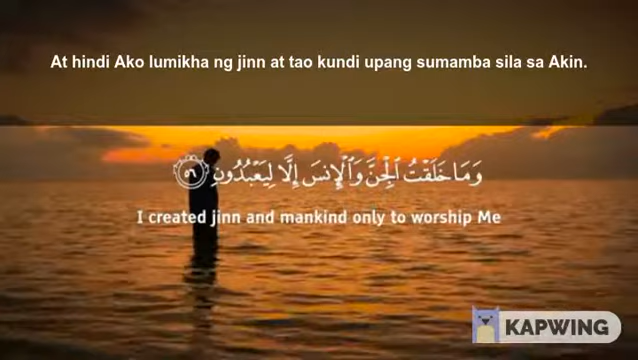 At hindi Ako lumikha ng jinn at tao kundi upang sumamba sila sa Akin.
وَمَا خَلَقْتُ ٱلْجِنَّ وَٱلْإِنسَ إِلَّا لِيَعْبُدُونِ ٥٦
I created jinn and mankind only to worship Me
KAPWING